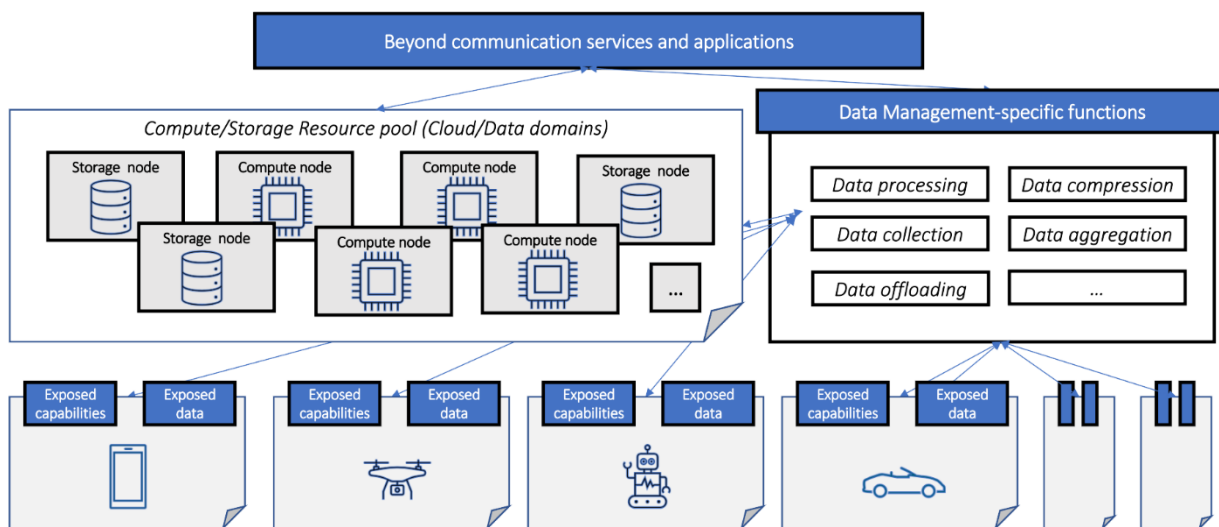 Beyond communication services and applications
Compute/Storage Resource pool (Cloud/Data domains)
Data Management-specific functions
Storage node
Compute node
Compute node
Storage node
Storage node
Compute node
Compute node
...
Data processing
Data compression
Data collection
Data aggregation
Data offloading
...
Exposed
capabilities
Exposed
data
Exposed
capabilities
Exposed
data
Exposed
capabilities
Exposed
data
Exposed
capabilities
Exposed
data